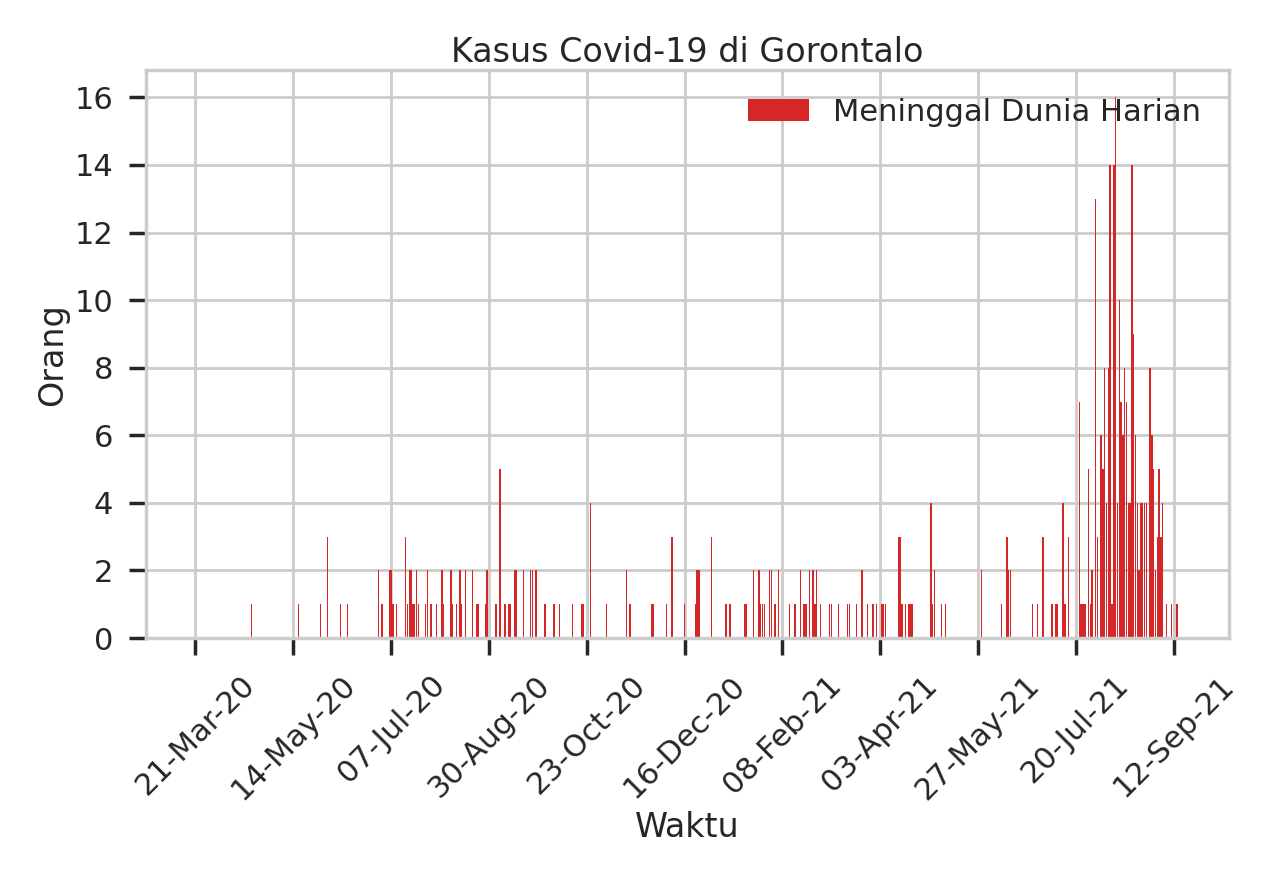 Kasus Covid-19 di Gorontalo
Meninggal Dunia Harian
Orang
16
14
12
10
8
6
4
2
0
21-Mar-20
14-May-20
07-Jul-20
30-Aug-20
23-Oct-20
16-Dec-20
08-Feb-21
03-Apr-21
27-May-21
20-Jul-21
12-Sep-21
Waktu